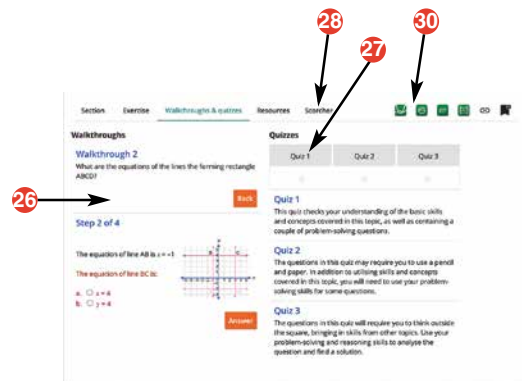 28
30
27
Section Exercise Walkthroughs & quizzes Resources Scorcher
Walkthroughs
Walkthrough 2
What are the equations of the lines the forming rectangle
ABCD?
Back
26
Step 2 of 4
The equation of line AB is x = −1
The equation of line BC is:
a. x = 4
b. y = 4
Answer
Quizzes
Quiz 1 Quiz 2 Quiz 3
Quiz 1
This quiz checks your understanding of the basic skills
and concepts covered in this topic, as well as containing a
couple of problem-solving questions.
Quiz 2
The questions in this quiz may require you to use a pencil
and paper. In addition to utilising skills and concepts
covered in this topic, you will need to use your problem-
solving skills for some questions.
Quiz 3
The questions in this quiz will require you to think outside
the square, bringing in skills from other topics. Use your
problem-solving and reasoning skills to analyse the
question and find a solution.